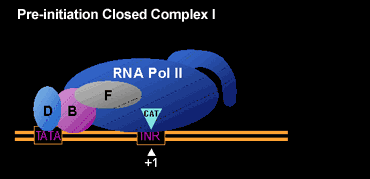 Pre-initiation Closed Complex I
RNA Pol II
F
D
B
CAT
TATA
INR
+1